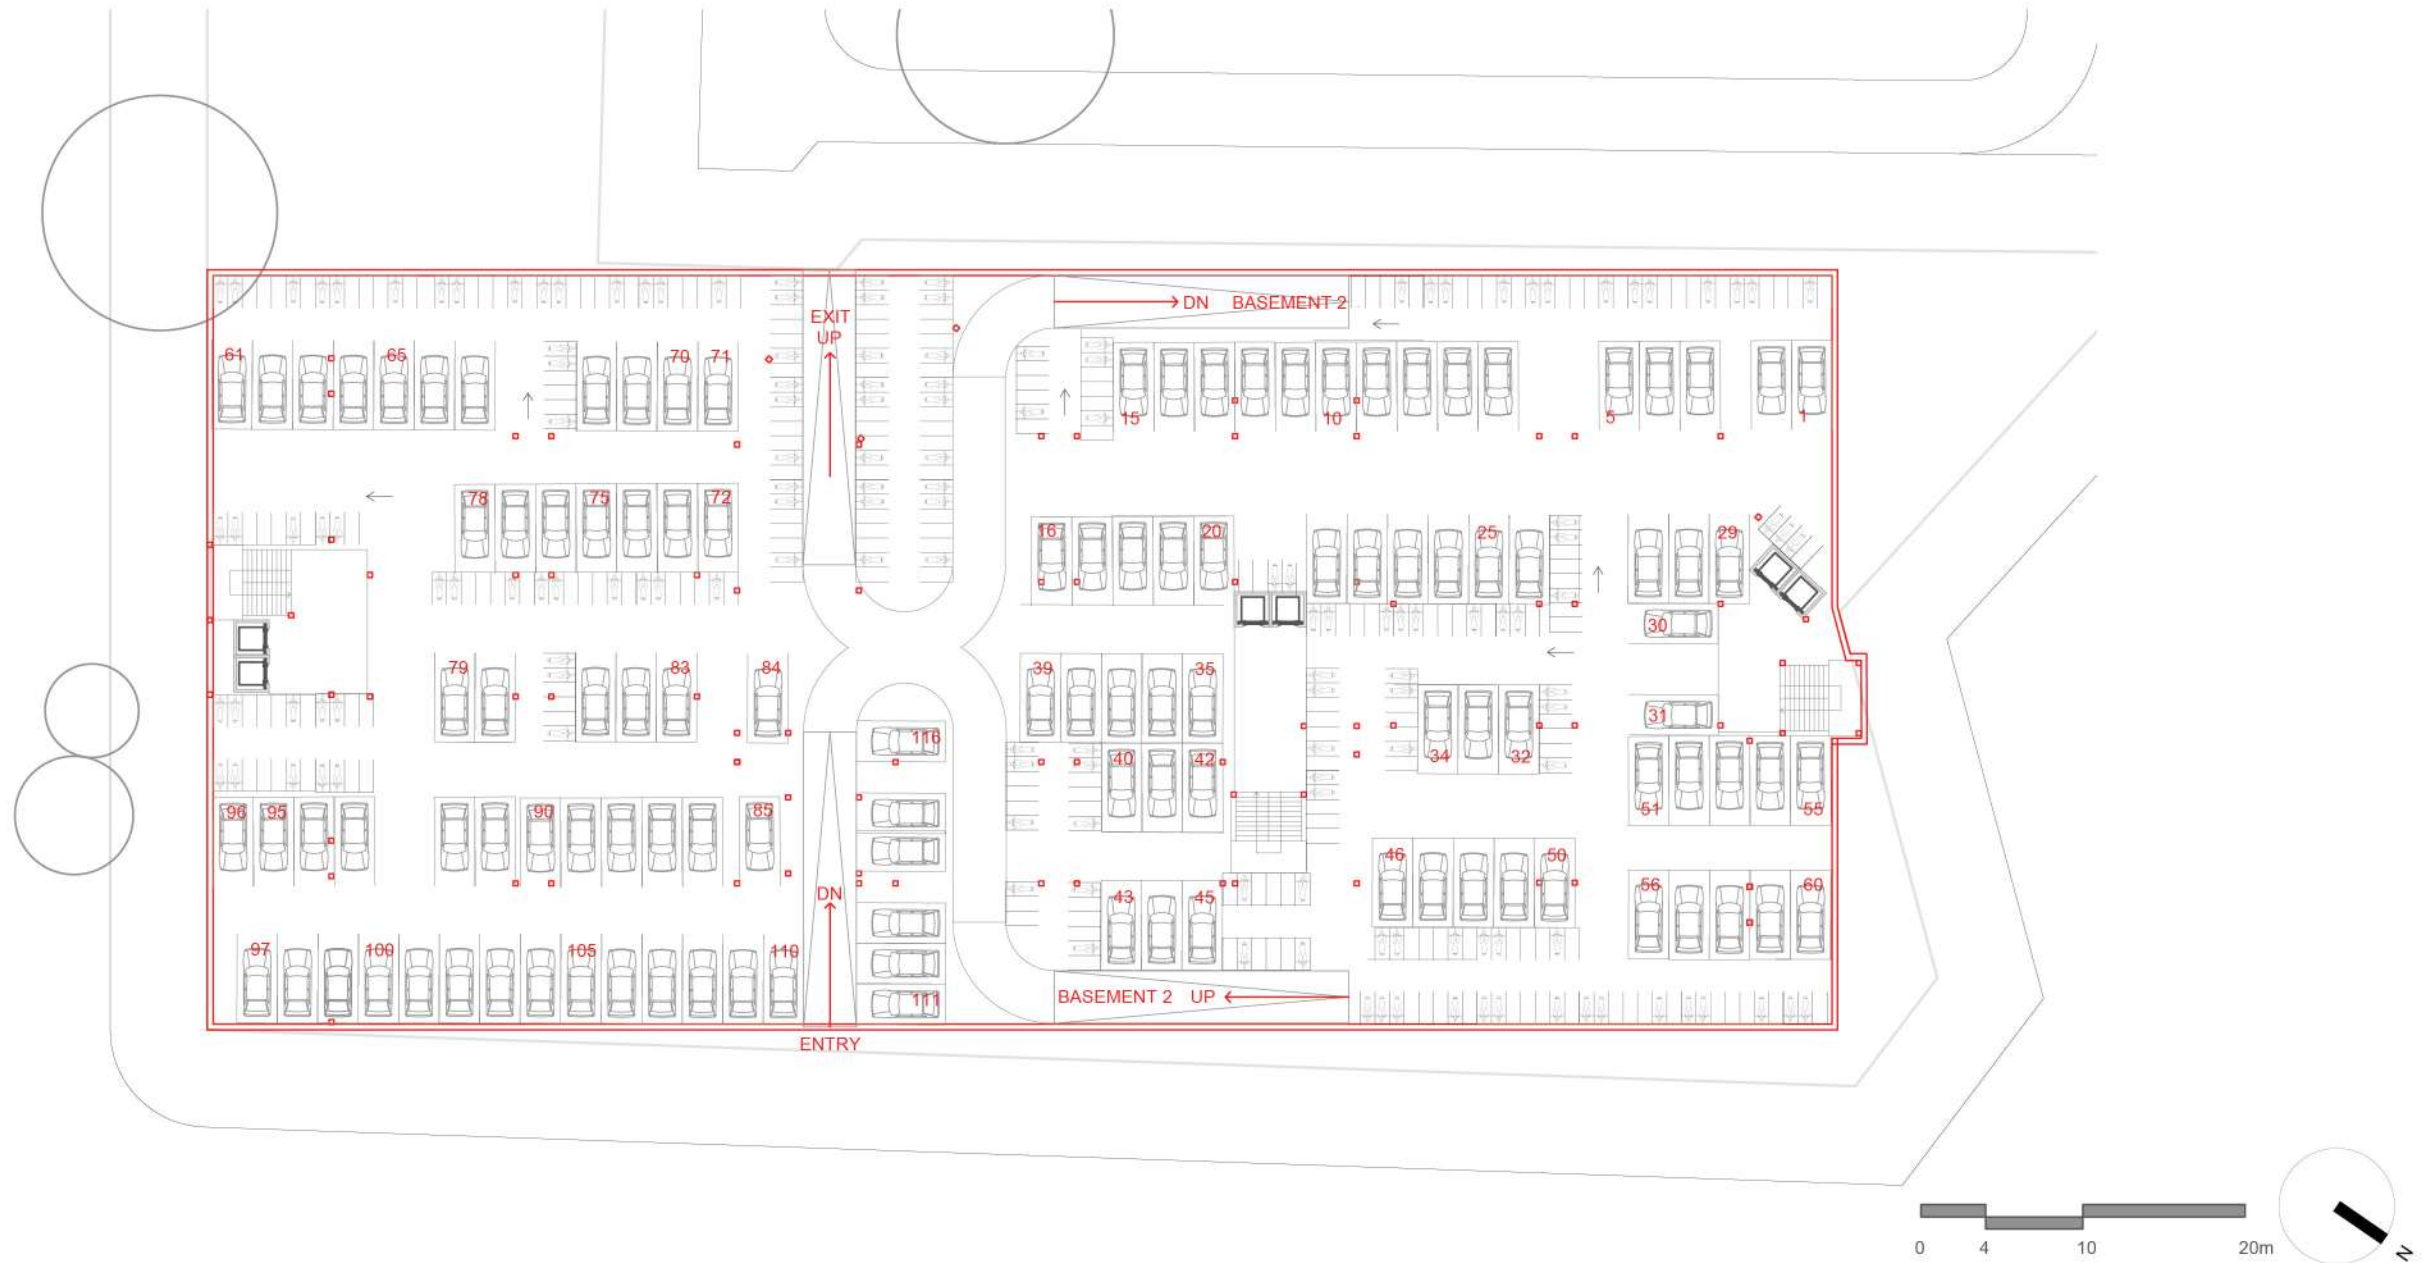 EXIT
UP
DN BASEMENT 2
61 65 70 71
15 10 5 1
78 75 72
16 20 25 29
30
79 83 84
39 35
31
116
40 42
34 32
96 95 90 85
51 55
46 50
DN
43 45
56 60
97 100 105 110
BASEMENT 2 UP
111
ENTRY
N
0 4 10 20m